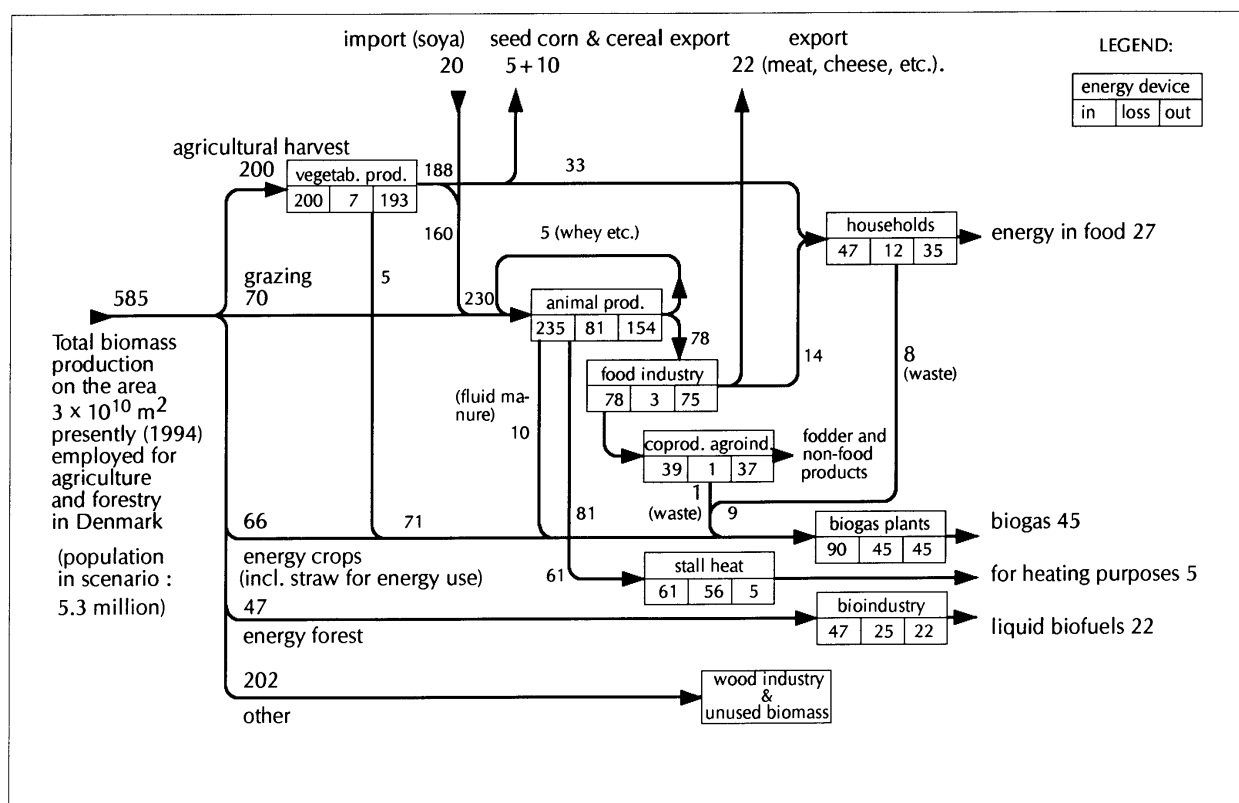 import (soya)
20
seed corn & cereal export
5 + 10
export
22 (meat, cheese, etc.).
LEGEND:
energy device
in loss out
agricultural harvest
200
vegetab. prod.
200 7 193
188
33
160
5 (whey etc.)
households
47 12 35
energy in food 27
grazing
70
5
585
230
animal prod.
235 81 154
78
14
8
(waste)
Total biomass
production
on the area
3 x 10¹⁰ m²
presently (1994)
employed for
agriculture
and forestry
in Denmark
(population
in scenario :
5.3 million)
food industry
78 3 75
(fluid ma-
nure)
10
coprod. agroind.
39 1 37
fodder and
non-food
products
1
(waste)
9
81
66
71
energy crops
(incl. straw for energy use)
biogas plants
90 45 45
biogas 45
61
stall heat
61 56 5
for heating purposes 5
47
energy forest
bioindustry
47 25 22
liquid biofuels 22
202
other
wood industry
&
unused biomass